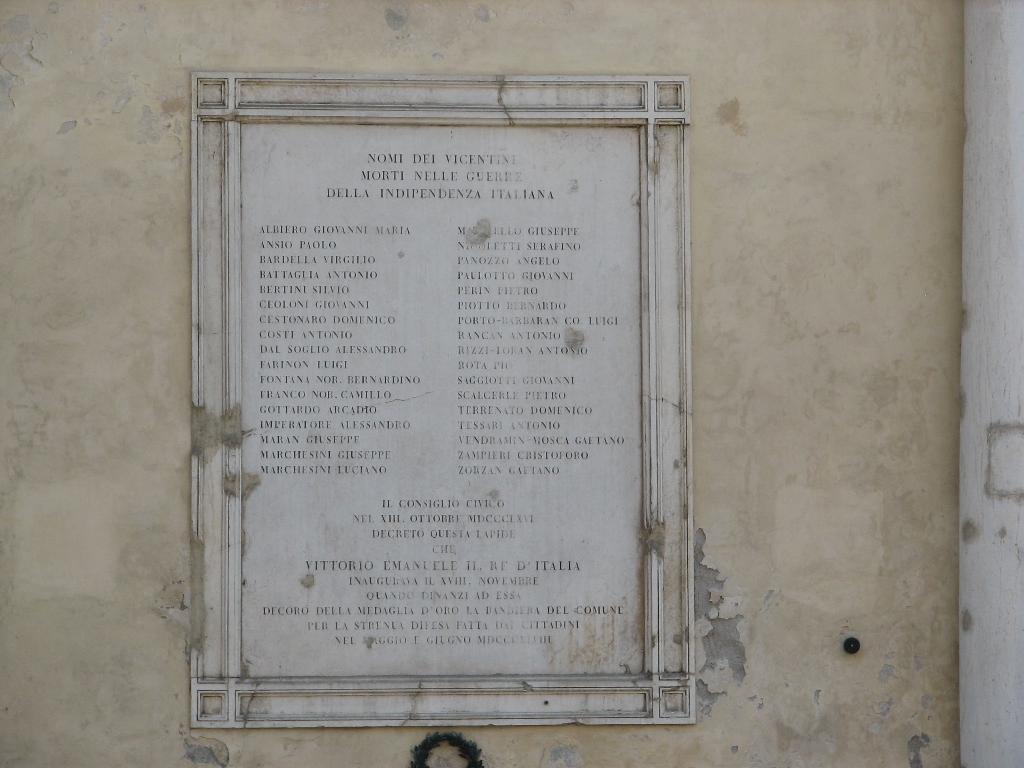 NOMI DEI VICENTINI
MORTI NELLE GUERRE
DELLA INDIPENDENZA ITALIANA
ALBIERO GIOVANNI MARIA
ANSIO PAOLO
BARDELLA VIRGILIO
BATTAGLIA ANTONIO
BERTINI SILVIO
CEOLONI GIOVANNI
CESTONARO DOMENICO
COSTI ANTONIO
DAL SOGLIO ALESSANDRO
FARINON LUIGI
FONTANA NOB. BERNARDINO
FRANCO NOB. CAMILLO
GOTTARDO ARCADIO
IMPERATORE ALESSANDRO
MARAN GIUSEPPE
MARCHESINI GIUSEPPE
MARCHESINI LUCIANO
GIUSEPPE
NICOLETTI SERAFINO
PANOZZO ANGELO
PAULOTTO GIOVANNI
PERIN PIETRO
PIOTTO BERNARDO
PORTO-BARBARAN CO. LUIGI
RANCAN ANTONIO
RIZZI-LORAN ANTONIO
ROTA PIO
SAGGIOTTI GIOVANNI
SCALCERLE PIETRO
TERRENATO DOMENICO
TESSARI ANTONIO
VENDRAMIN-MOSCA GAETANO
ZAMPIERI CRISTOFORO
ZORZAN GAETANO
IL CONSIGLIO CIVICO
NEL XIII. OTTOBRE MDCCCLXVI
DECRETO QUESTA LAPIDE
CHE
VITTORIO EMANUELE II. RE D'ITALIA
INAUGURAVA IL XVIII. NOVEMBRE
QUANDO DINANZI AD ESSA
DECORO DELLA MEDAGLIA D'ORO LA BANDIERA DEL COMUNE
PER LA STRENUA DIFESA FATTA DAI CITTADINI
NEL MAGGIO E GIUGNO MDCCCXLVIII